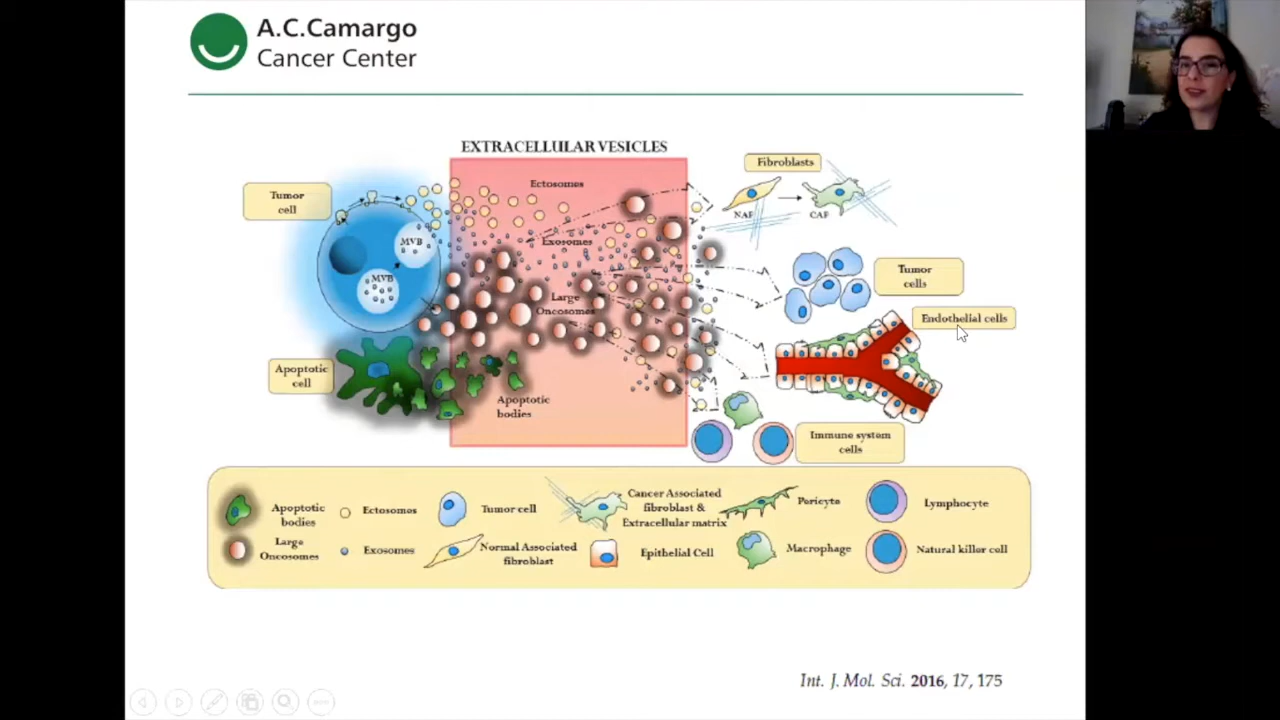 A.C.Camargo
Cancer Center
EXTRACELLULAR VESICLES
Tumor
cell
MVB
MVB
Apoptotic
cell
Ectosomes
Exosomes
Large
Oncosomes
Apoptotic
bodies
Fibroblasts
NAF
CAF
Tumor
cells
Endothelial cells
Immune system
cells
Apoptotic
bodies
Ectosomes
Tumor cell
Cancer Associated
fibroblast &
Extracellular matrix
Pericyte
Lymphocyte
Large
Oncosomes
Exosomes
Normal Associated
fibroblast
Epithelial Cell
Macrophage
Natural killer cell
Int. J. Mol. Sci. 2016, 17, 175